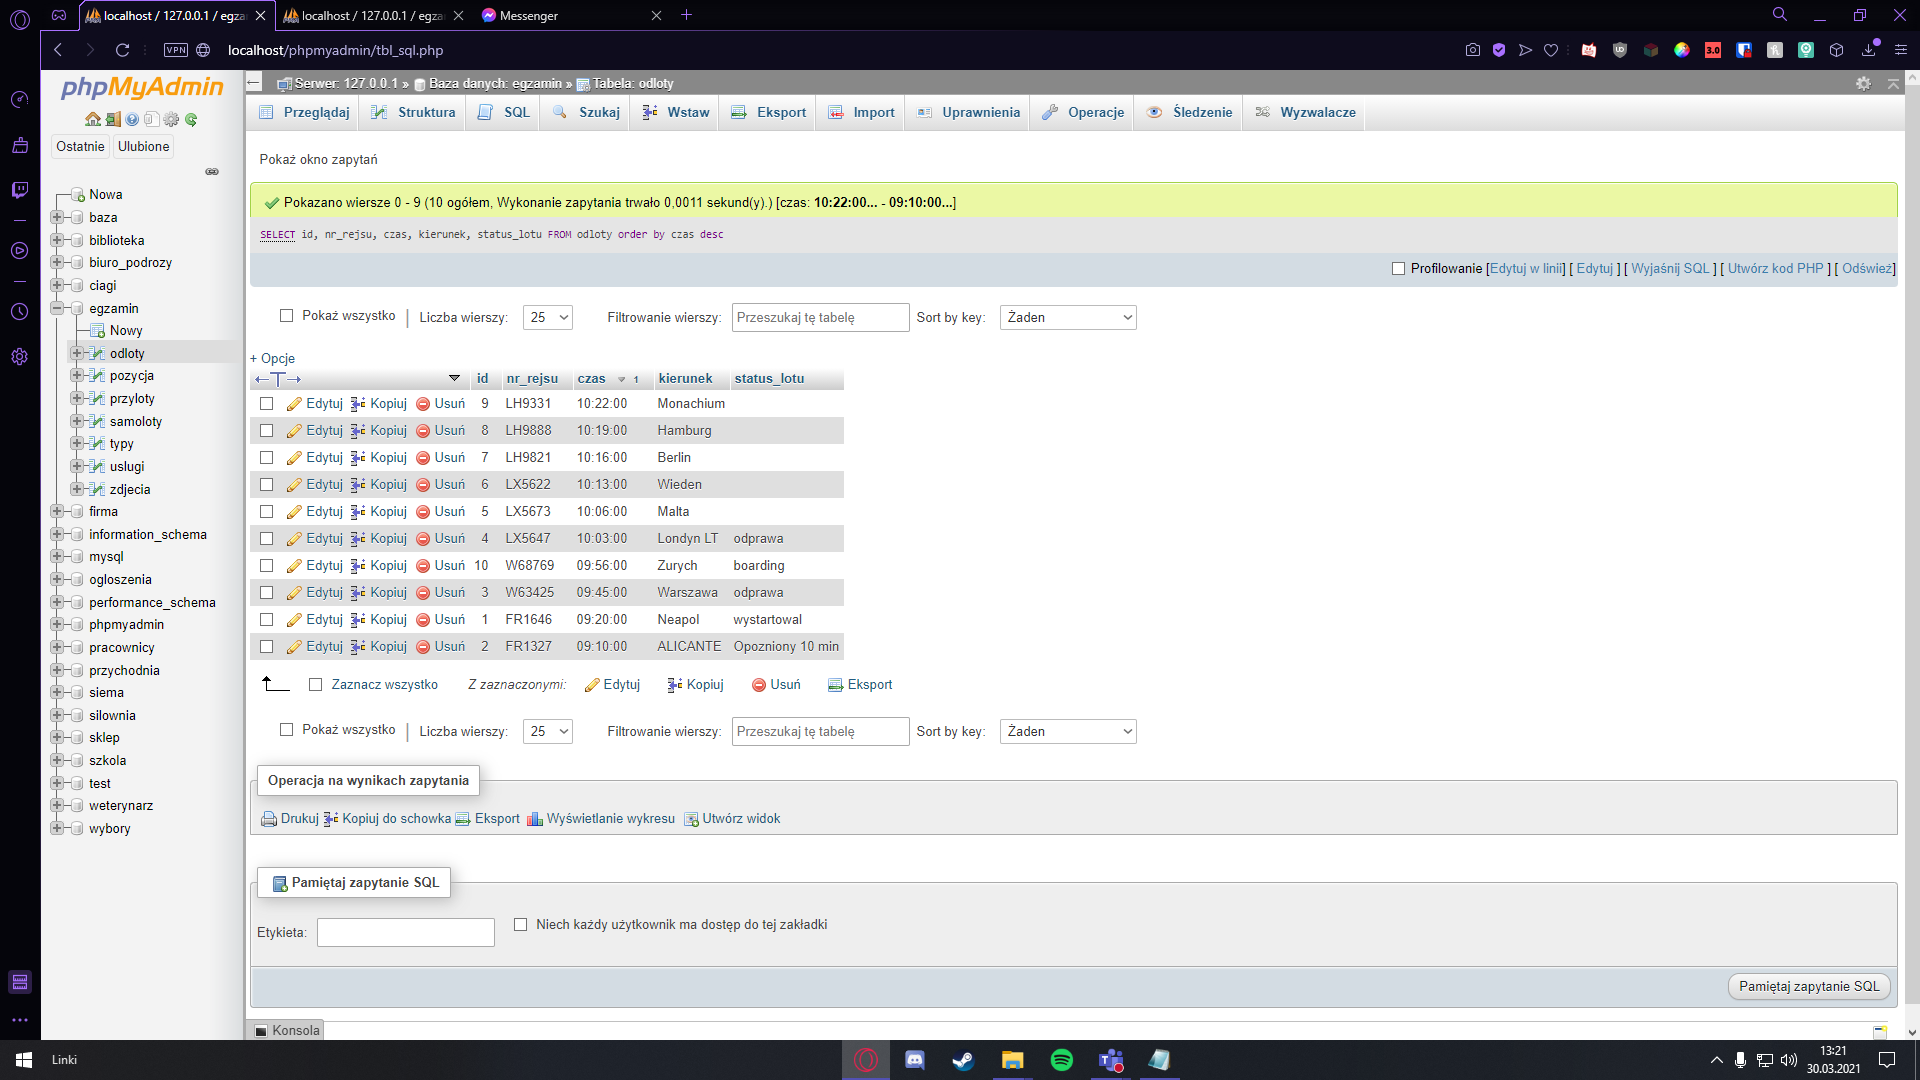 localhost / 127.0.0.1 / egza
localhost / 127.0.0.1 / egza
Messenger
VPN
localhost/phpmyadmin/tbl_sql.php
3.0
phpMyAdmin
Ostatnie
Ulubione
Nowa
baza
biblioteka
biuro_podrozy
ciagi
egzamin
Nowy
odloty
pozycja
przyloty
samoloty
typy
uslugi
zdjecia
firma
information_schema
mysql
ogloszenia
performance_schema
phpmyadmin
pracownicy
przychodnia
siema
silownia
sklep
szkola
test
weterynarz
wybory
Serwer: 127.0.0.1 » Baza danych: egzamin » Tabela: odloty
Przeglądaj Struktura SQL Szukaj Wstaw Eksport Import Uprawnienia Operacje Śledzenie Wyzwalacze
Pokaż okno zapytań
Pokazano wiersze 0 - 9 (10 ogółem, Wykonanie zapytania trwało 0,0011 sekund(y).) [czas: 10:22:00... - 09:10:00...]
SELECT id, nr_rejsu, czas, kierunek, status_lotu FROM odloty order by czas desc
Profilowanie [Edytuj w linii] [ Edytuj ] [ Wyjaśnij SQL ] [ Utwórz kod PHP ] [ Odśwież]
Pokaż wszystko | Liczba wierszy: 25 Filtrowanie wierszy: Przeszukaj tę tabelę Sort by key: Żaden
+ Opcje
←T→ id nr_rejsu czas 1 kierunek status_lotu
Edytuj Kopiuj Usuń 9 LH9331 10:22:00 Monachium
Edytuj Kopiuj Usuń 8 LH9888 10:19:00 Hamburg
Edytuj Kopiuj Usuń 7 LH9821 10:16:00 Berlin
Edytuj Kopiuj Usuń 6 LX5622 10:13:00 Wieden
Edytuj Kopiuj Usuń 5 LX5673 10:06:00 Malta
Edytuj Kopiuj Usuń 4 LX5647 10:03:00 Londyn LT odprawa
Edytuj Kopiuj Usuń 10 W68769 09:56:00 Zurych boarding
Edytuj Kopiuj Usuń 3 W63425 09:45:00 Warszawa odprawa
Edytuj Kopiuj Usuń 1 FR1646 09:20:00 Neapol wystartowal
Edytuj Kopiuj Usuń 2 FR1327 09:10:00 ALICANTE Opozniony 10 min
Zaznacz wszystko Z zaznaczonymi: Edytuj Kopiuj Usuń Eksport
Pokaż wszystko | Liczba wierszy: 25 Filtrowanie wierszy: Przeszukaj tę tabelę Sort by key: Żaden
Operacja na wynikach zapytania
Drukuj Kopiuj do schowka Eksport Wyświetlanie wykresu Utwórz widok
Pamiętaj zapytanie SQL
Etykieta: Niech każdy użytkownik ma dostęp do tej zakładki
Pamiętaj zapytanie SQL
Konsola
Linki
13:21
30.03.2021